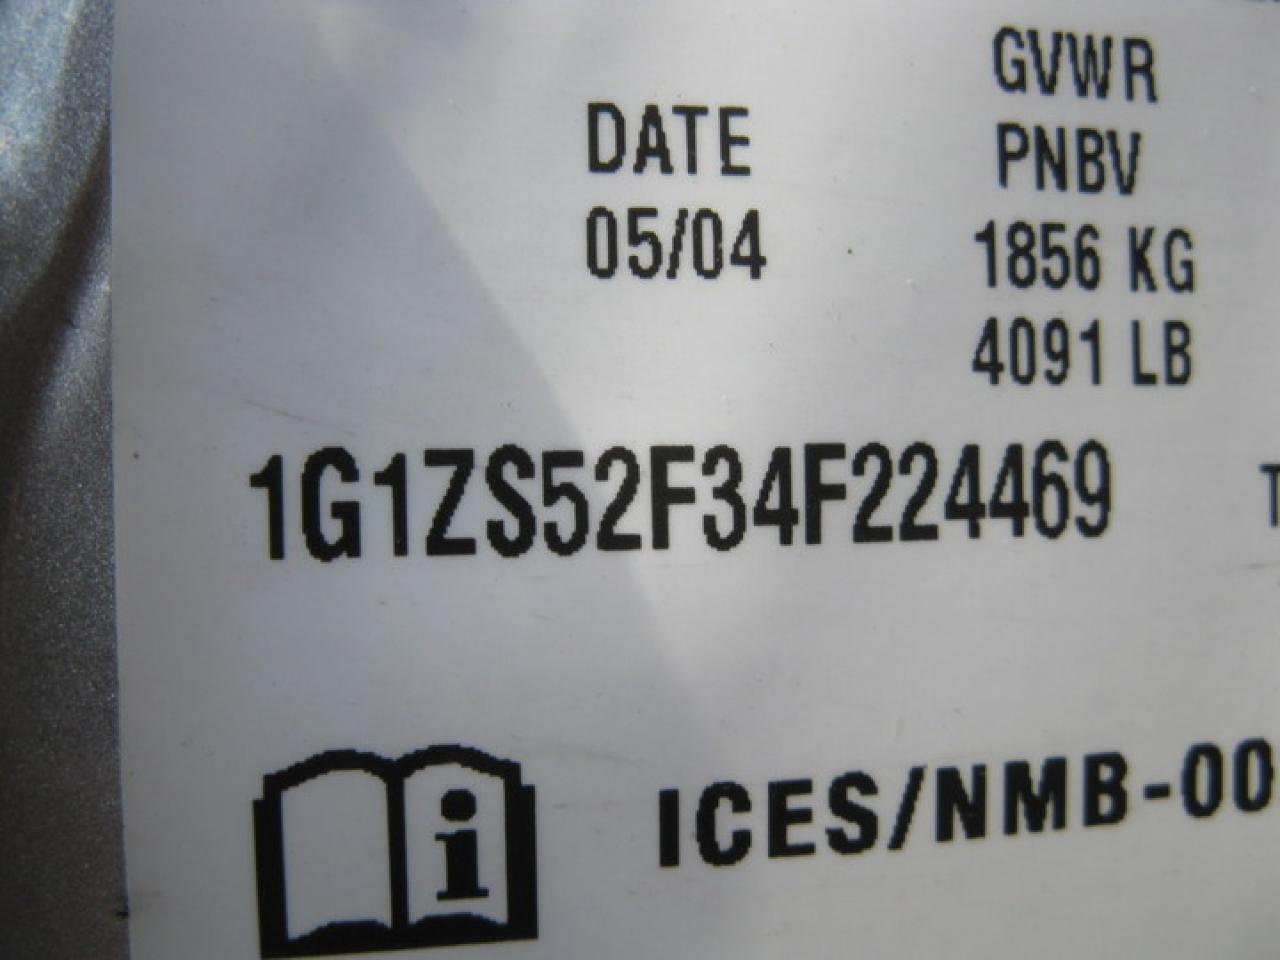 GVWR
DATE
PNBV
05/04
1856 KG
4091 LB
1G1ZS52F34F224469
ICES/NMB-00